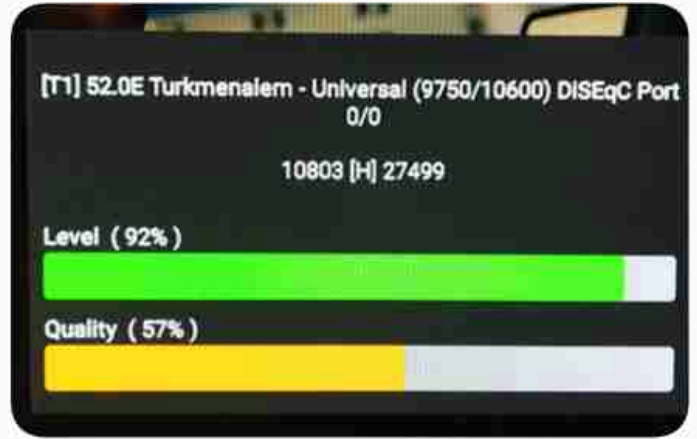 [T1] 52.0E Turkmenalem - Universal (9750/10600) DiSEqC Port
0/0
10803 [H] 27499
Level ( 92% )
Quality ( 57% )